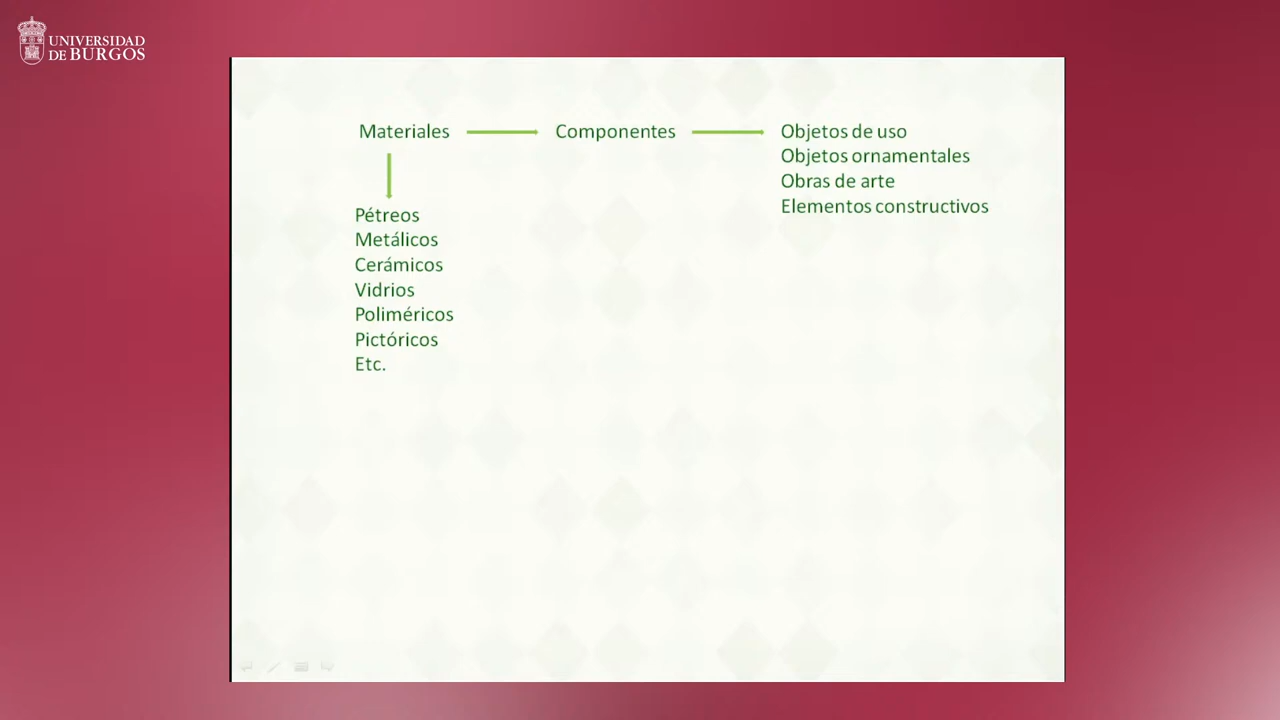 UNIVERSIDAD
DE BURGOS
Materiales
Componentes
Objetos de uso
Objetos ornamentales
Obras de arte
Elementos constructivos
Pétreos
Metálicos
Cerámicos
Vidrios
Poliméricos
Pictóricos
Etc.